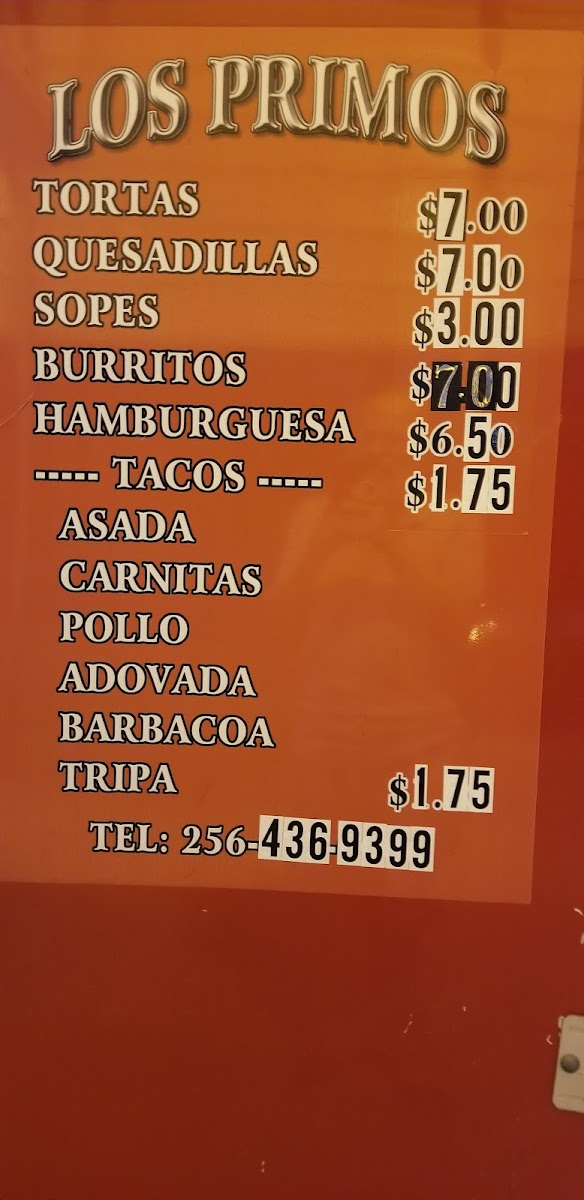 LOS PRIMOS
TORTAS $7.00
QUESADILLAS $7.00
SOPES $3.00
BURRITOS $7.00
HAMBURGUESA $6.50
----- TACOS ----- $1.75
ASADA
CARNITAS
POLLO
ADOVADA
BARBACOA
TRIPA $1.75
TEL: 256-436-9399